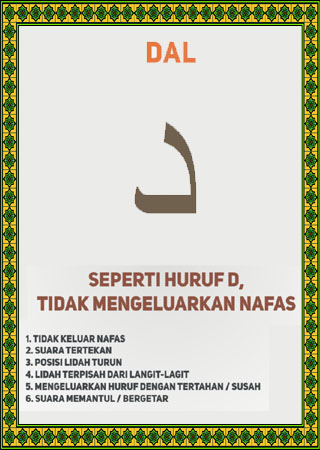 DAL
د
SEPERTI HURUF D,
TIDAK MENGELUARKAN NAFAS
1. TIDAK KELUAR NAFAS
2. SUARA TERTEKAN
3. POSISI LIDAH TURUN
4. LIDAH TERPISAH DARI LANGIT-LAGIT
5. MENGELUARKAN HURUF DENGAN TERTAHAN / SUSAH
6. SUARA MEMANTUL / BERGETAR